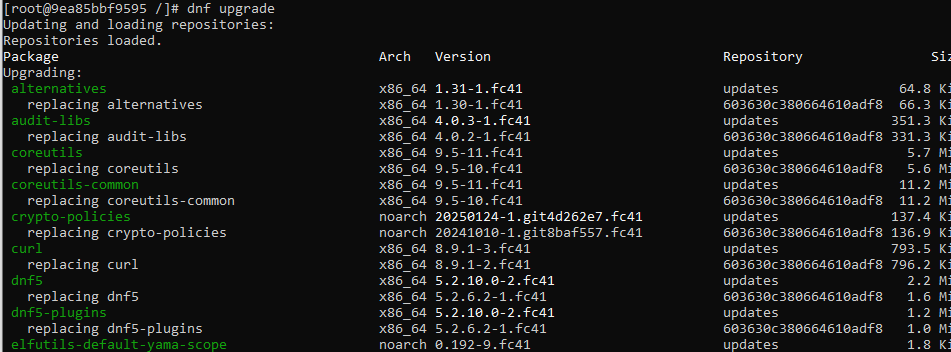 [root@9ea85bbf9595 /]# dnf upgrade
Updating and loading repositories:
Repositories loaded.
Package Arch Version Repository Siz
Upgrading:
alternatives x86_64 1.31-1.fc41 updates 64.8 Ki
replacing alternatives x86_64 1.30-1.fc41 603630c380664610adf8 66.3 Ki
audit-libs x86_64 4.0.3-1.fc41 updates 351.3 Ki
replacing audit-libs x86_64 4.0.2-1.fc41 603630c380664610adf8 331.3 Ki
coreutils x86_64 9.5-11.fc41 updates 5.7 Mi
replacing coreutils x86_64 9.5-10.fc41 603630c380664610adf8 5.6 Mi
coreutils-common x86_64 9.5-11.fc41 updates 11.2 Mi
replacing coreutils-common x86_64 9.5-10.fc41 603630c380664610adf8 11.2 Mi
crypto-policies noarch 20250124-1.git4d262e7.fc41 updates 137.4 Ki
replacing crypto-policies noarch 20241010-1.git8baf557.fc41 603630c380664610adf8 136.9 Ki
curl x86_64 8.9.1-3.fc41 updates 793.5 Ki
replacing curl x86_64 8.9.1-2.fc41 603630c380664610adf8 796.2 Ki
dnf5 x86_64 5.2.10.0-2.fc41 updates 2.2 Mi
replacing dnf5 x86_64 5.2.6.2-1.fc41 603630c380664610adf8 1.6 Mi
dnf5-plugins x86_64 5.2.10.0-2.fc41 updates 1.2 Mi
replacing dnf5-plugins x86_64 5.2.6.2-1.fc41 603630c380664610adf8 1.0 Mi
elfutils-default-yama-scope noarch 0.192-9.fc41 updates 1.8 Ki